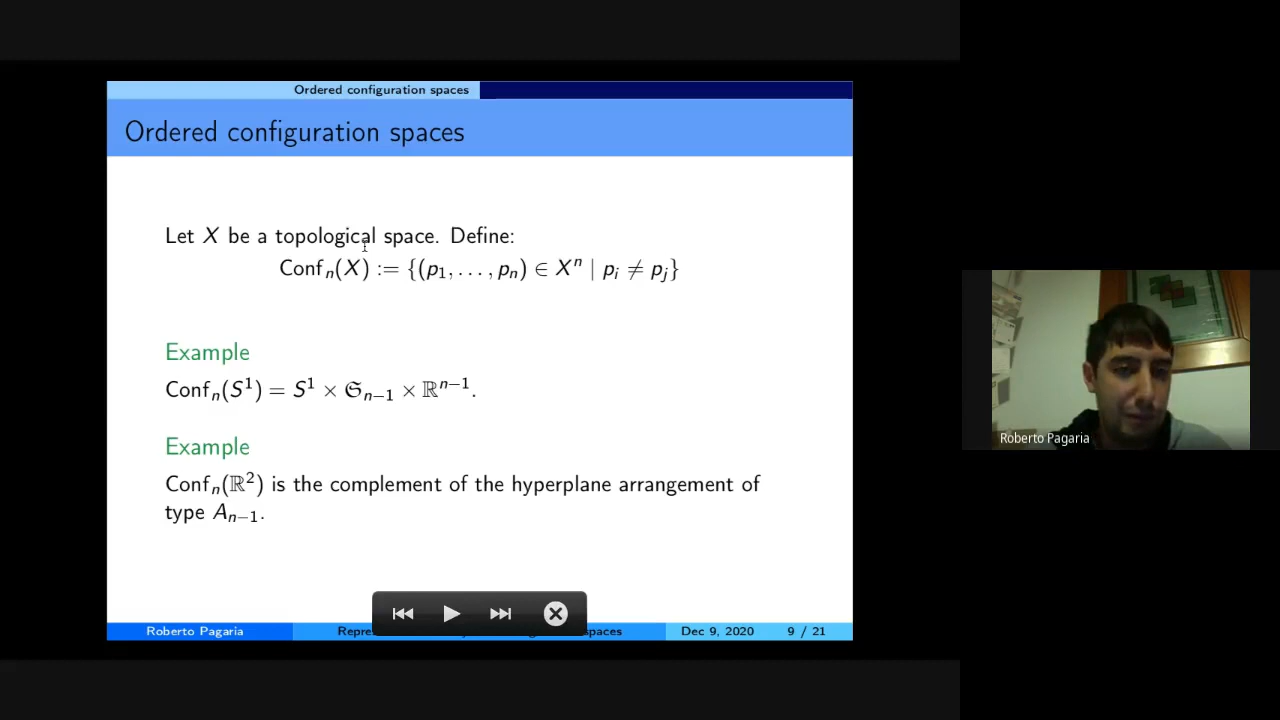 Ordered configuration spaces
Ordered configuration spaces
Let X be a topological space. Define:
Conf_n(X) := {(p_1, . . . , p_n) ∈ X^n | p_i ≠ p_j}
Example
Conf_n(S^1) = S^1 × 𝔖_{n−1} × ℝ^{n−1}.
Example
Conf_n(ℝ^2) is the complement of the hyperplane arrangement of
type A_{n−1}.
Roberto Pagaria
Roberto Pagaria
spaces
Dec 9, 2020
9 / 21